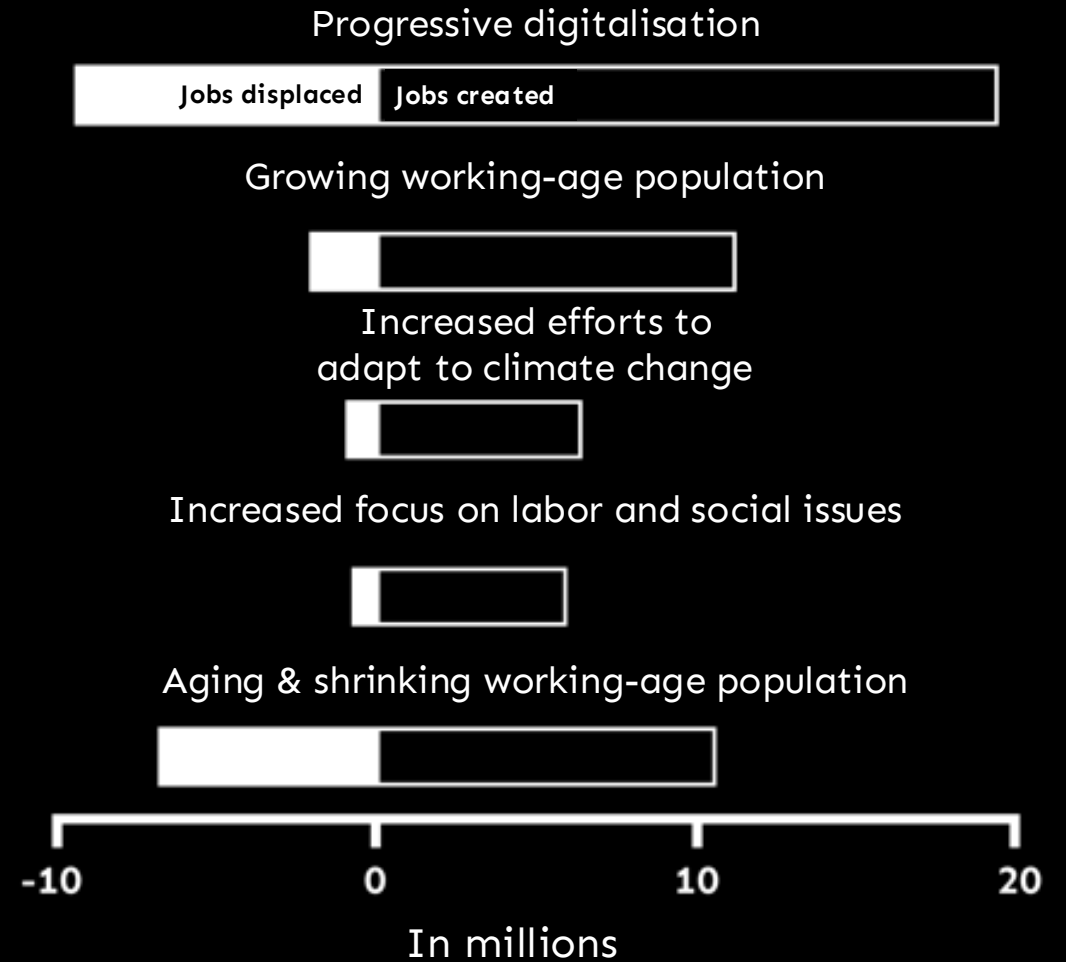 Progressive digitalisation
Jobs displaced Jobs created
Growing working-age population
Increased efforts to
adapt to climate change
Increased focus on labor and social issues
Aging & shrinking working-age population
-10 0 10 20
In millions